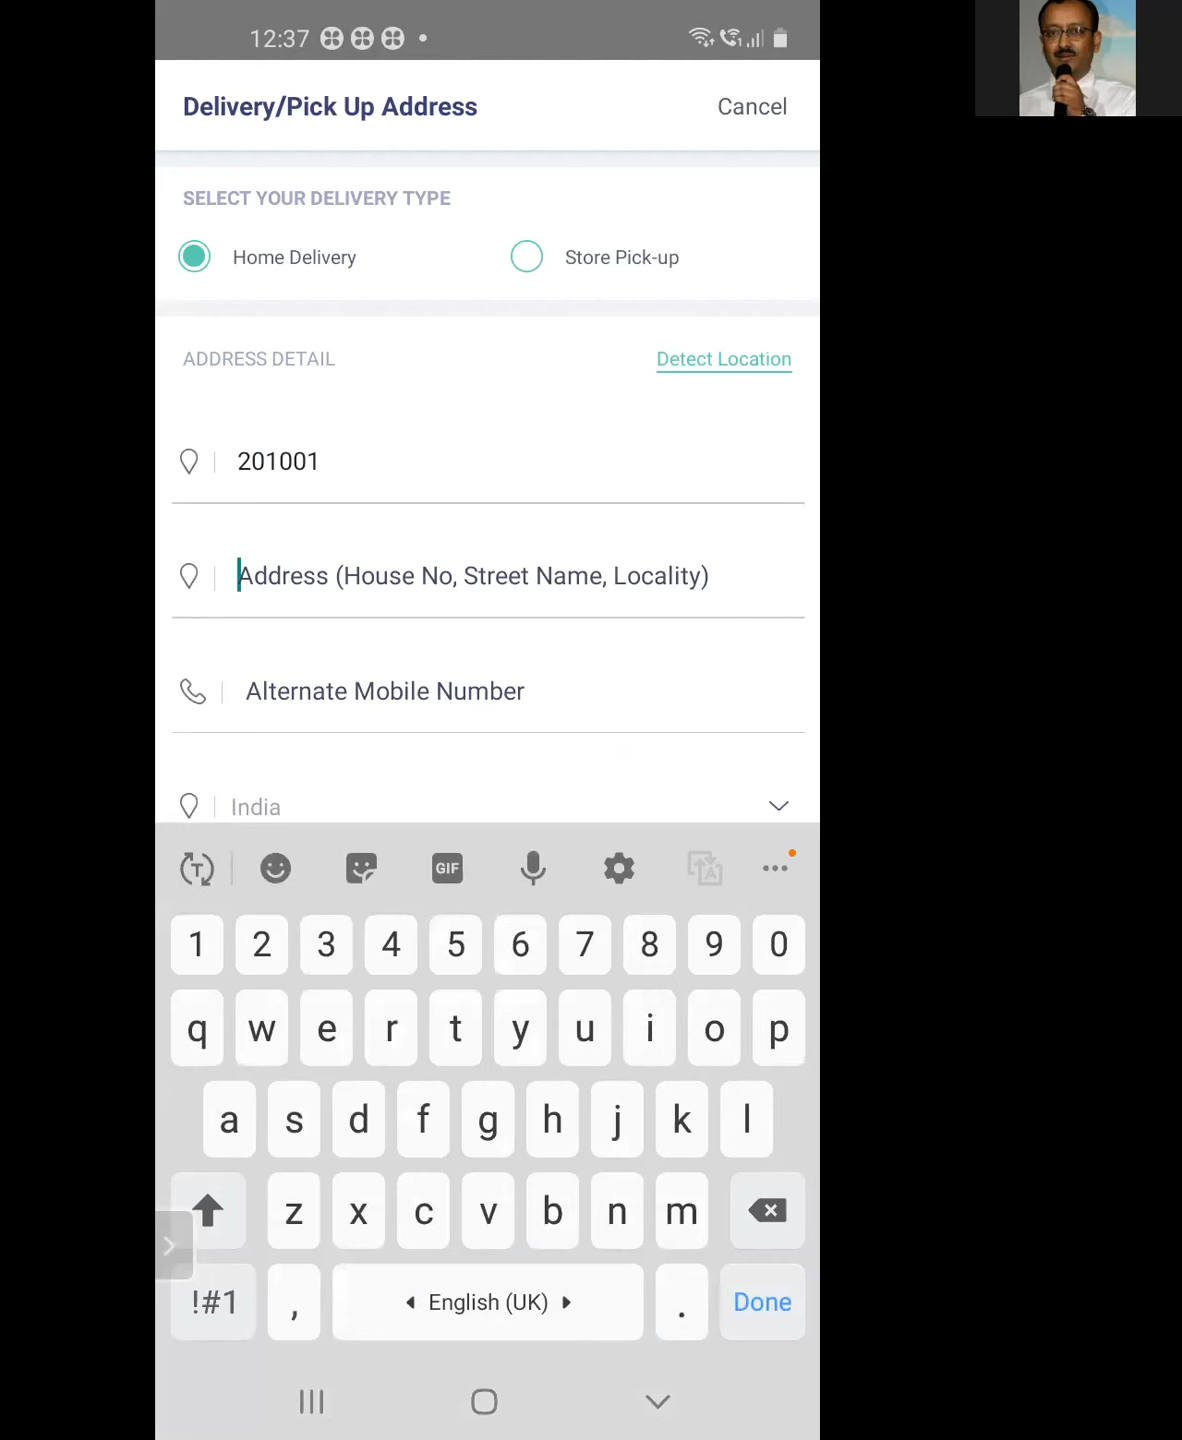 12:37
Delivery/Pick Up Address Cancel
SELECT YOUR DELIVERY TYPE
Home Delivery Store Pick-up
ADDRESS DETAIL Detect Location
201001
Address (House No, Street Name, Locality)
Alternate Mobile Number
India
GIF
1 2 3 4 5 6 7 8 9 0
q w e r t y u i o p
a s d f g h j k l
z x c v b n m
!#1 , English (UK) . Done